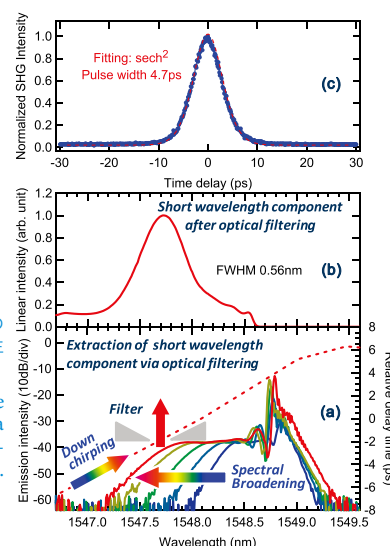 Normalized SHG Intensity
1.0
0.8
0.6
0.4
0.2
0.0
Fitting: sech2
Pulse width 4.7ps
(c)
-30 -20 -10 0 10 20 30
Time delay (ps)
Linear intensity (arb. unit)
1.2
1.0
0.8
0.6
0.4
0.2
0.0
Short wavelength component
after optical filtering
FWHM 0.56nm
(b)
Emission intensity (10dB/div)
0
-10
-20
-30
-40
-50
-60
Extraction of short wavelength
component via optical filtering
Filter
(a)
Down
chirping
Spectral
Broadening
8
6
4
2
0
-2
-4
-6
-8
Relative delay time (ps)
1547.0 1547.5 1548.0 1548.5 1549.0 1549.5
Wavelength (nm)